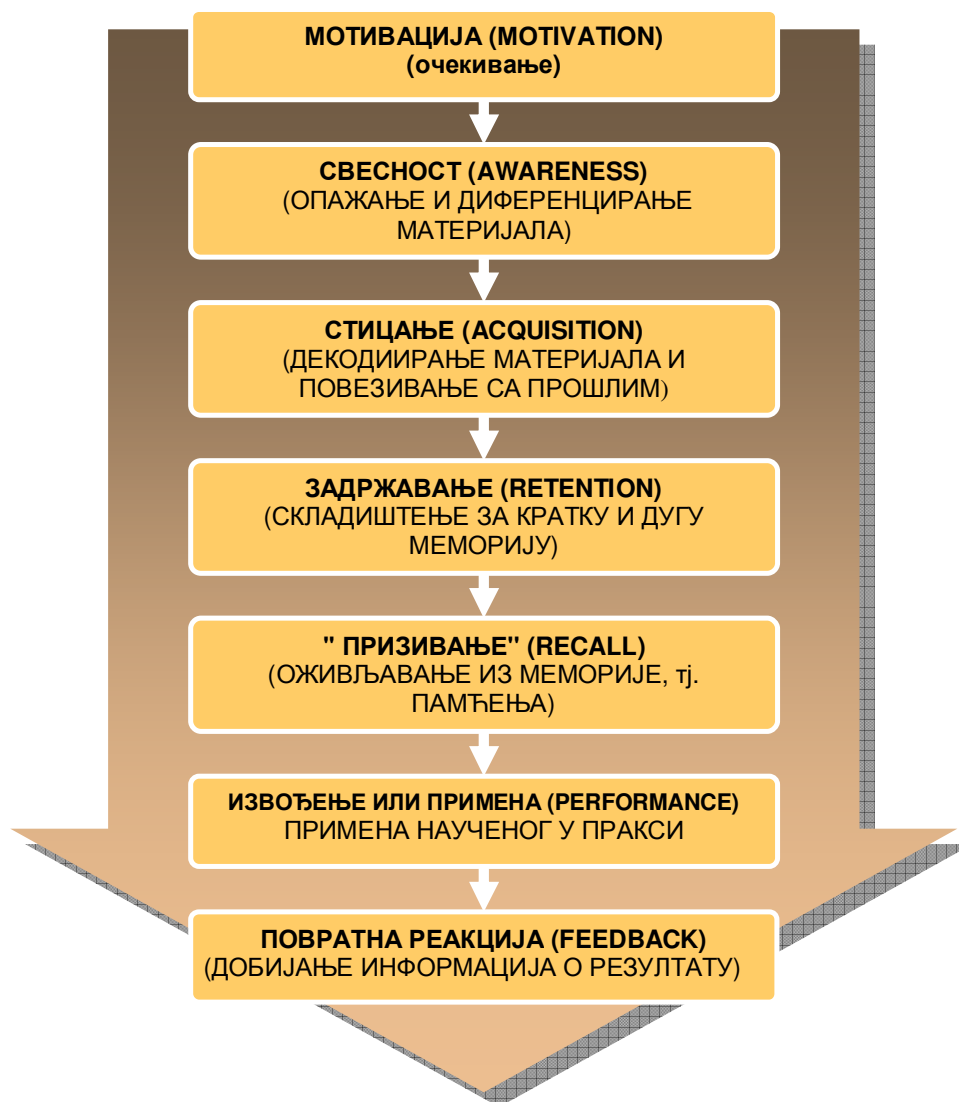 МОТИВАЦИЈА (MOTIVATION)
(очекивање)
СВЕСНОСТ (AWARENESS)
(ОПАЖАЊЕ И ДИФЕРЕНЦИРАЊЕ
МАТЕРИЈАЛА)
СТИЦАЊЕ (ACQUISITION)
(ДЕКОДИИРАЊЕ МАТЕРИЈАЛА И
ПОВЕЗИВАЊЕ СА ПРОШЛИМ)
ЗАДРЖАВАЊЕ (RETENTION)
(СКЛАДИШТЕЊЕ ЗА КРАТКУ И ДУГУ
МЕМОРИЈУ)
" ПРИЗИВАЊЕ" (RECALL)
(ОЖИВЉАВАЊЕ ИЗ МЕМОРИЈЕ, тј.
ПАМЋЕЊА)
ИЗВОЂЕЊЕ ИЛИ ПРИМЕНА (PERFORMANCE)
ПРИМЕНА НАУЧЕНОГ У ПРАКСИ
ПОВРАТНА РЕАКЦИЈА (FEEDBACK)
(ДОБИЈАЊЕ ИНФОРМАЦИЈА О РЕЗУЛТАТУ)